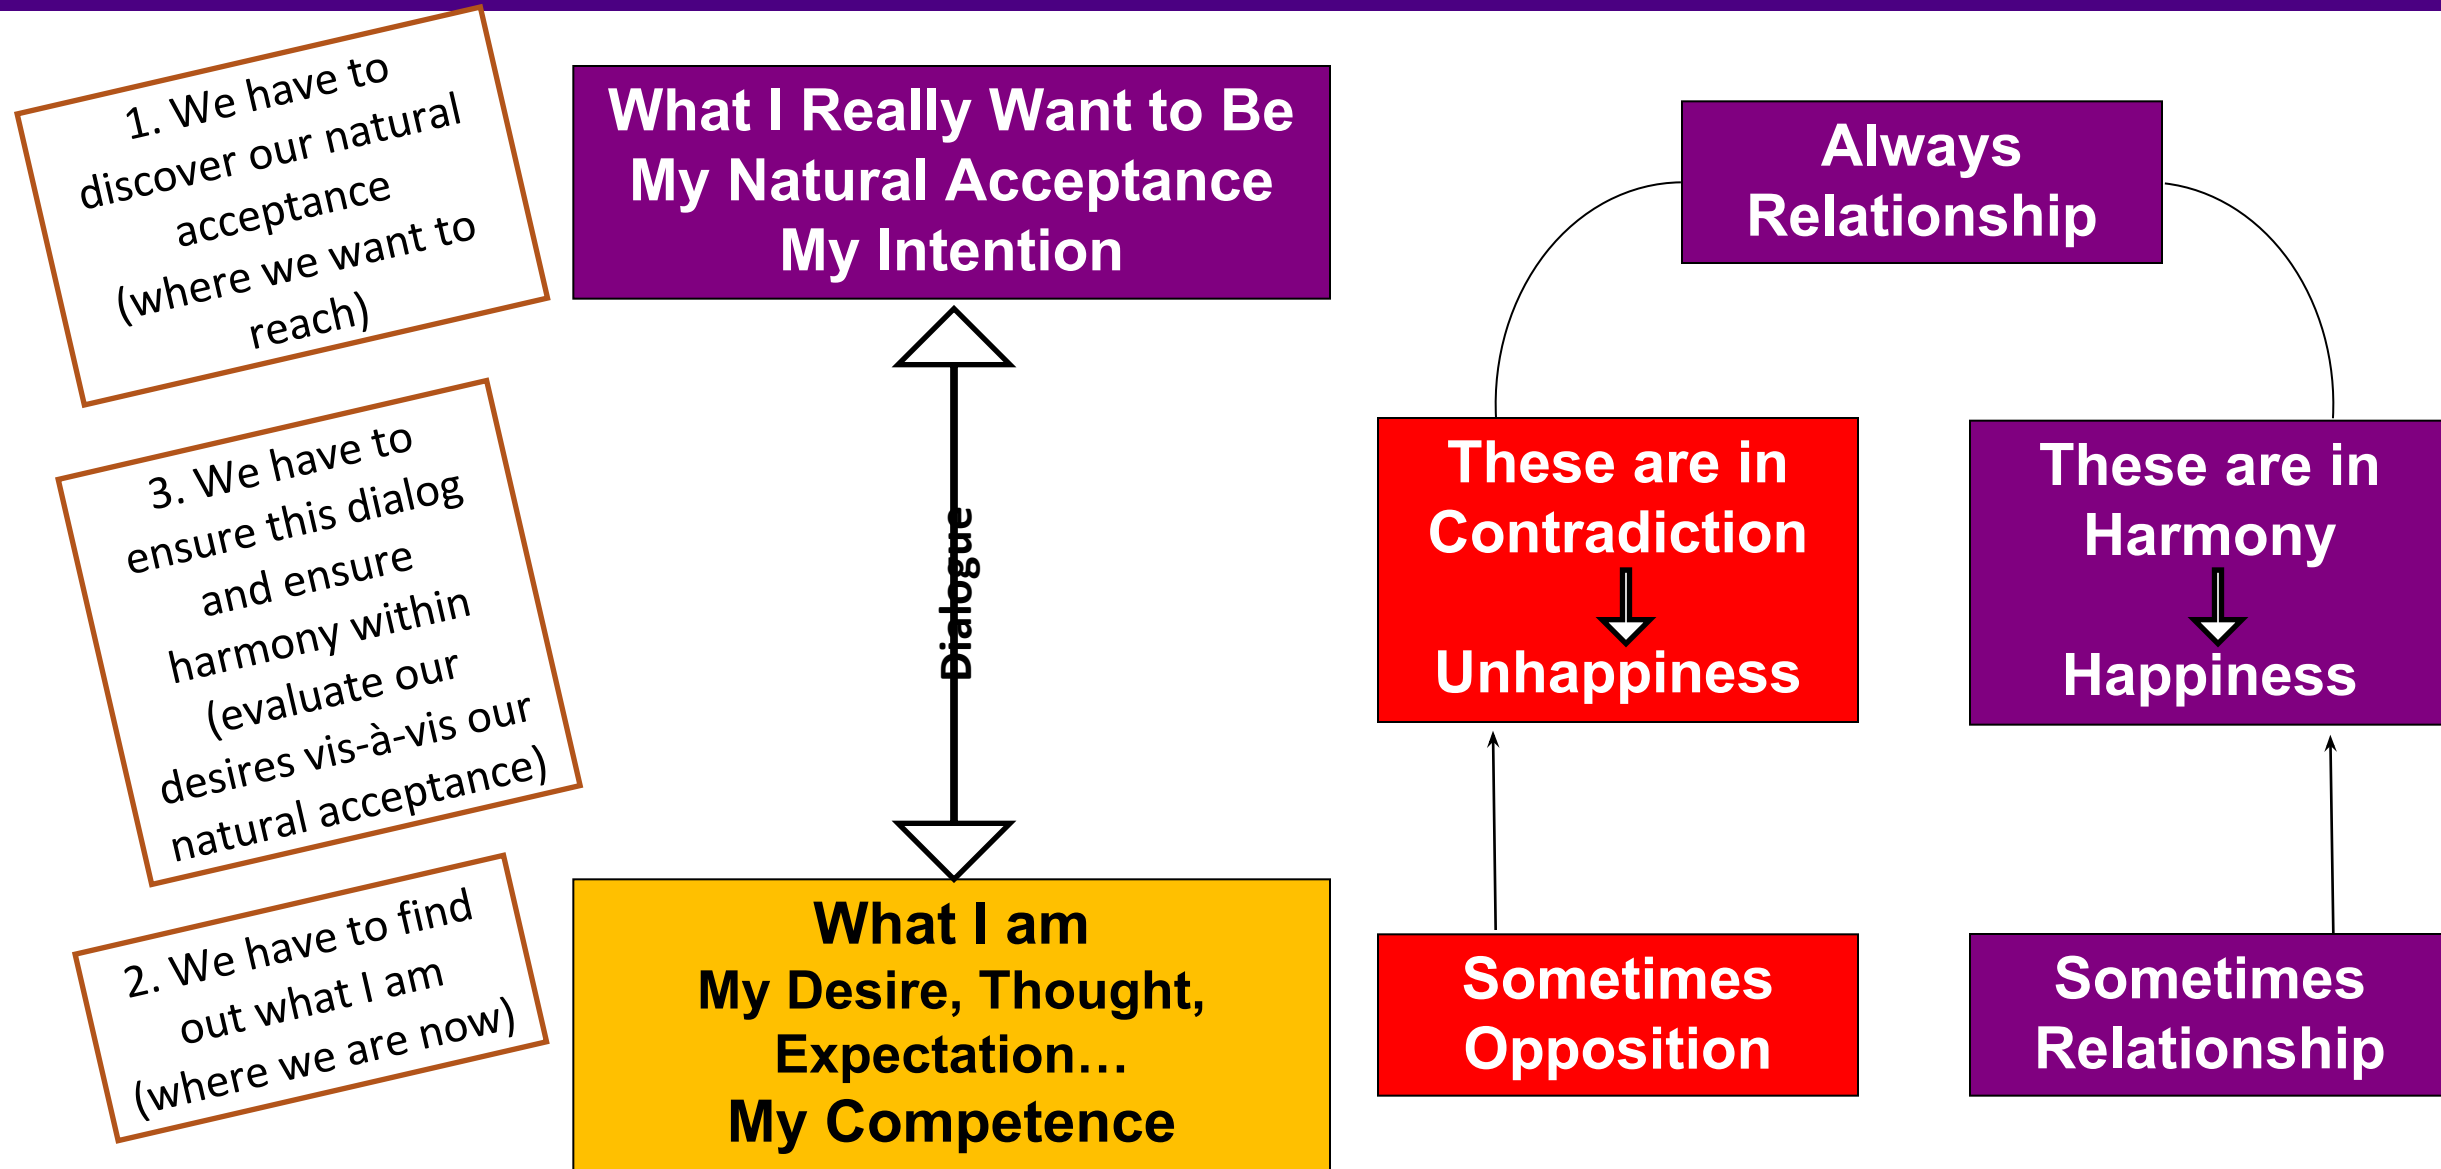 1. We have to
discover our natural
acceptance
(where we want to
reach)
3. We have to
ensure this dialog
and ensure
harmony within
(evaluate our
desires vis-à-vis our
natural acceptance)
2. We have to find
out what I am
(where we are now)
What I Really Want to Be
My Natural Acceptance
My Intention
Dialogue
What I am
My Desire, Thought,
Expectation…
My Competence
Always
Relationship
These are in
Contradiction
Unhappiness
These are in
Harmony
Happiness
Sometimes
Opposition
Sometimes
Relationship